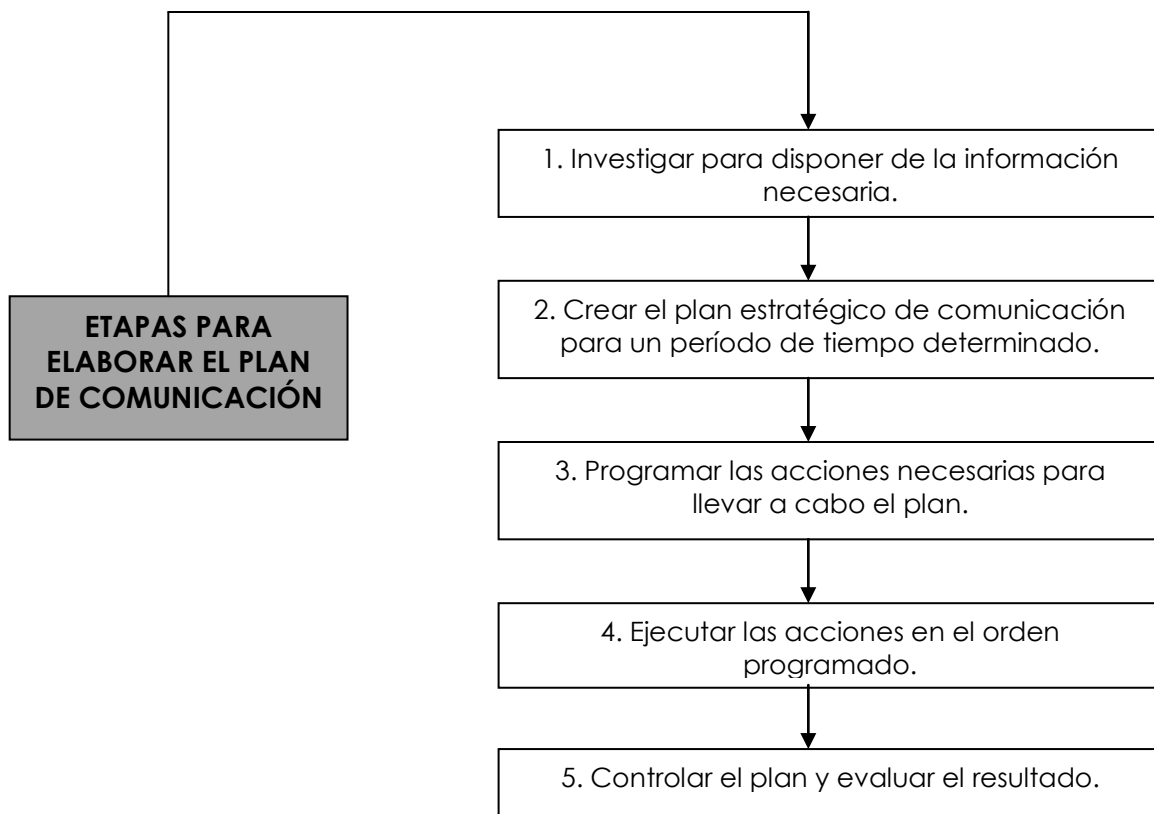 1. Investigar para disponer de la información
necesaria.
ETAPAS PARA
ELABORAR EL PLAN
DE COMUNICACIÓN
2. Crear el plan estratégico de comunicación
para un período de tiempo determinado.
3. Programar las acciones necesarias para
llevar a cabo el plan.
4. Ejecutar las acciones en el orden
programado.
5. Controlar el plan y evaluar el resultado.